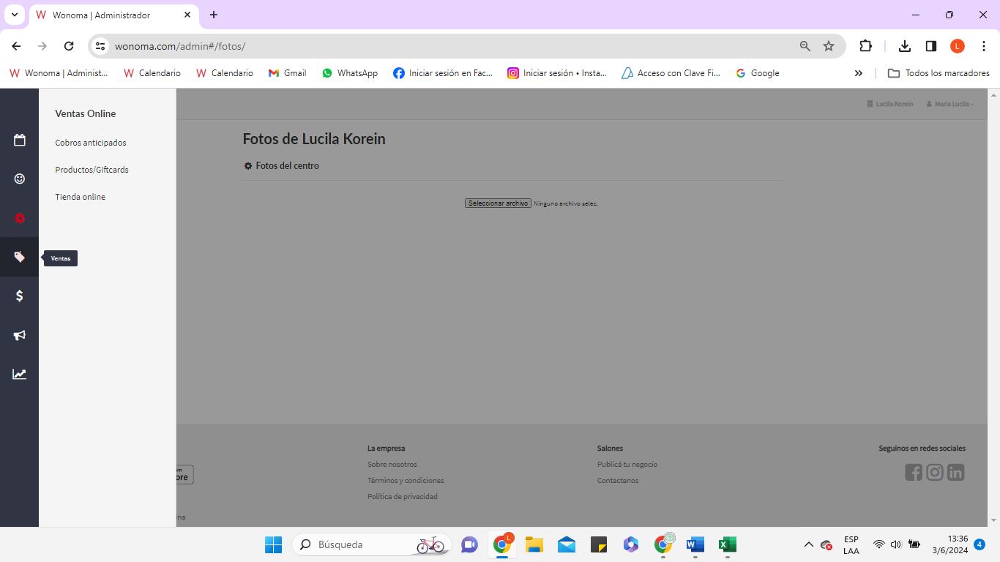 Wonoma | Administrador
wonoma.com/admin#/fotos/
Wonoma | Administ...
Calendario
Calendario
Gmail
WhatsApp
Iniciar sesión en Fac...
Iniciar sesión • Insta...
Acceso con Clave Fi...
Google
Todos los marcadores
Ventas Online
Cobros anticipados
Productos/Giftcards
Tienda online
Ventas
Lucila Korein
Maria Lucila
Fotos de Lucila Korein
Fotos del centro
Seleccionar archivo Ninguno archivo selec.
en
ore
na
La empresa
Sobre nosotros
Términos y condiciones
Política de privacidad
Salones
Publicá tu negocio
Contactanos
Seguinos en redes sociales
Búsqueda
ESP
LAA
13:36
3/6/2024
4